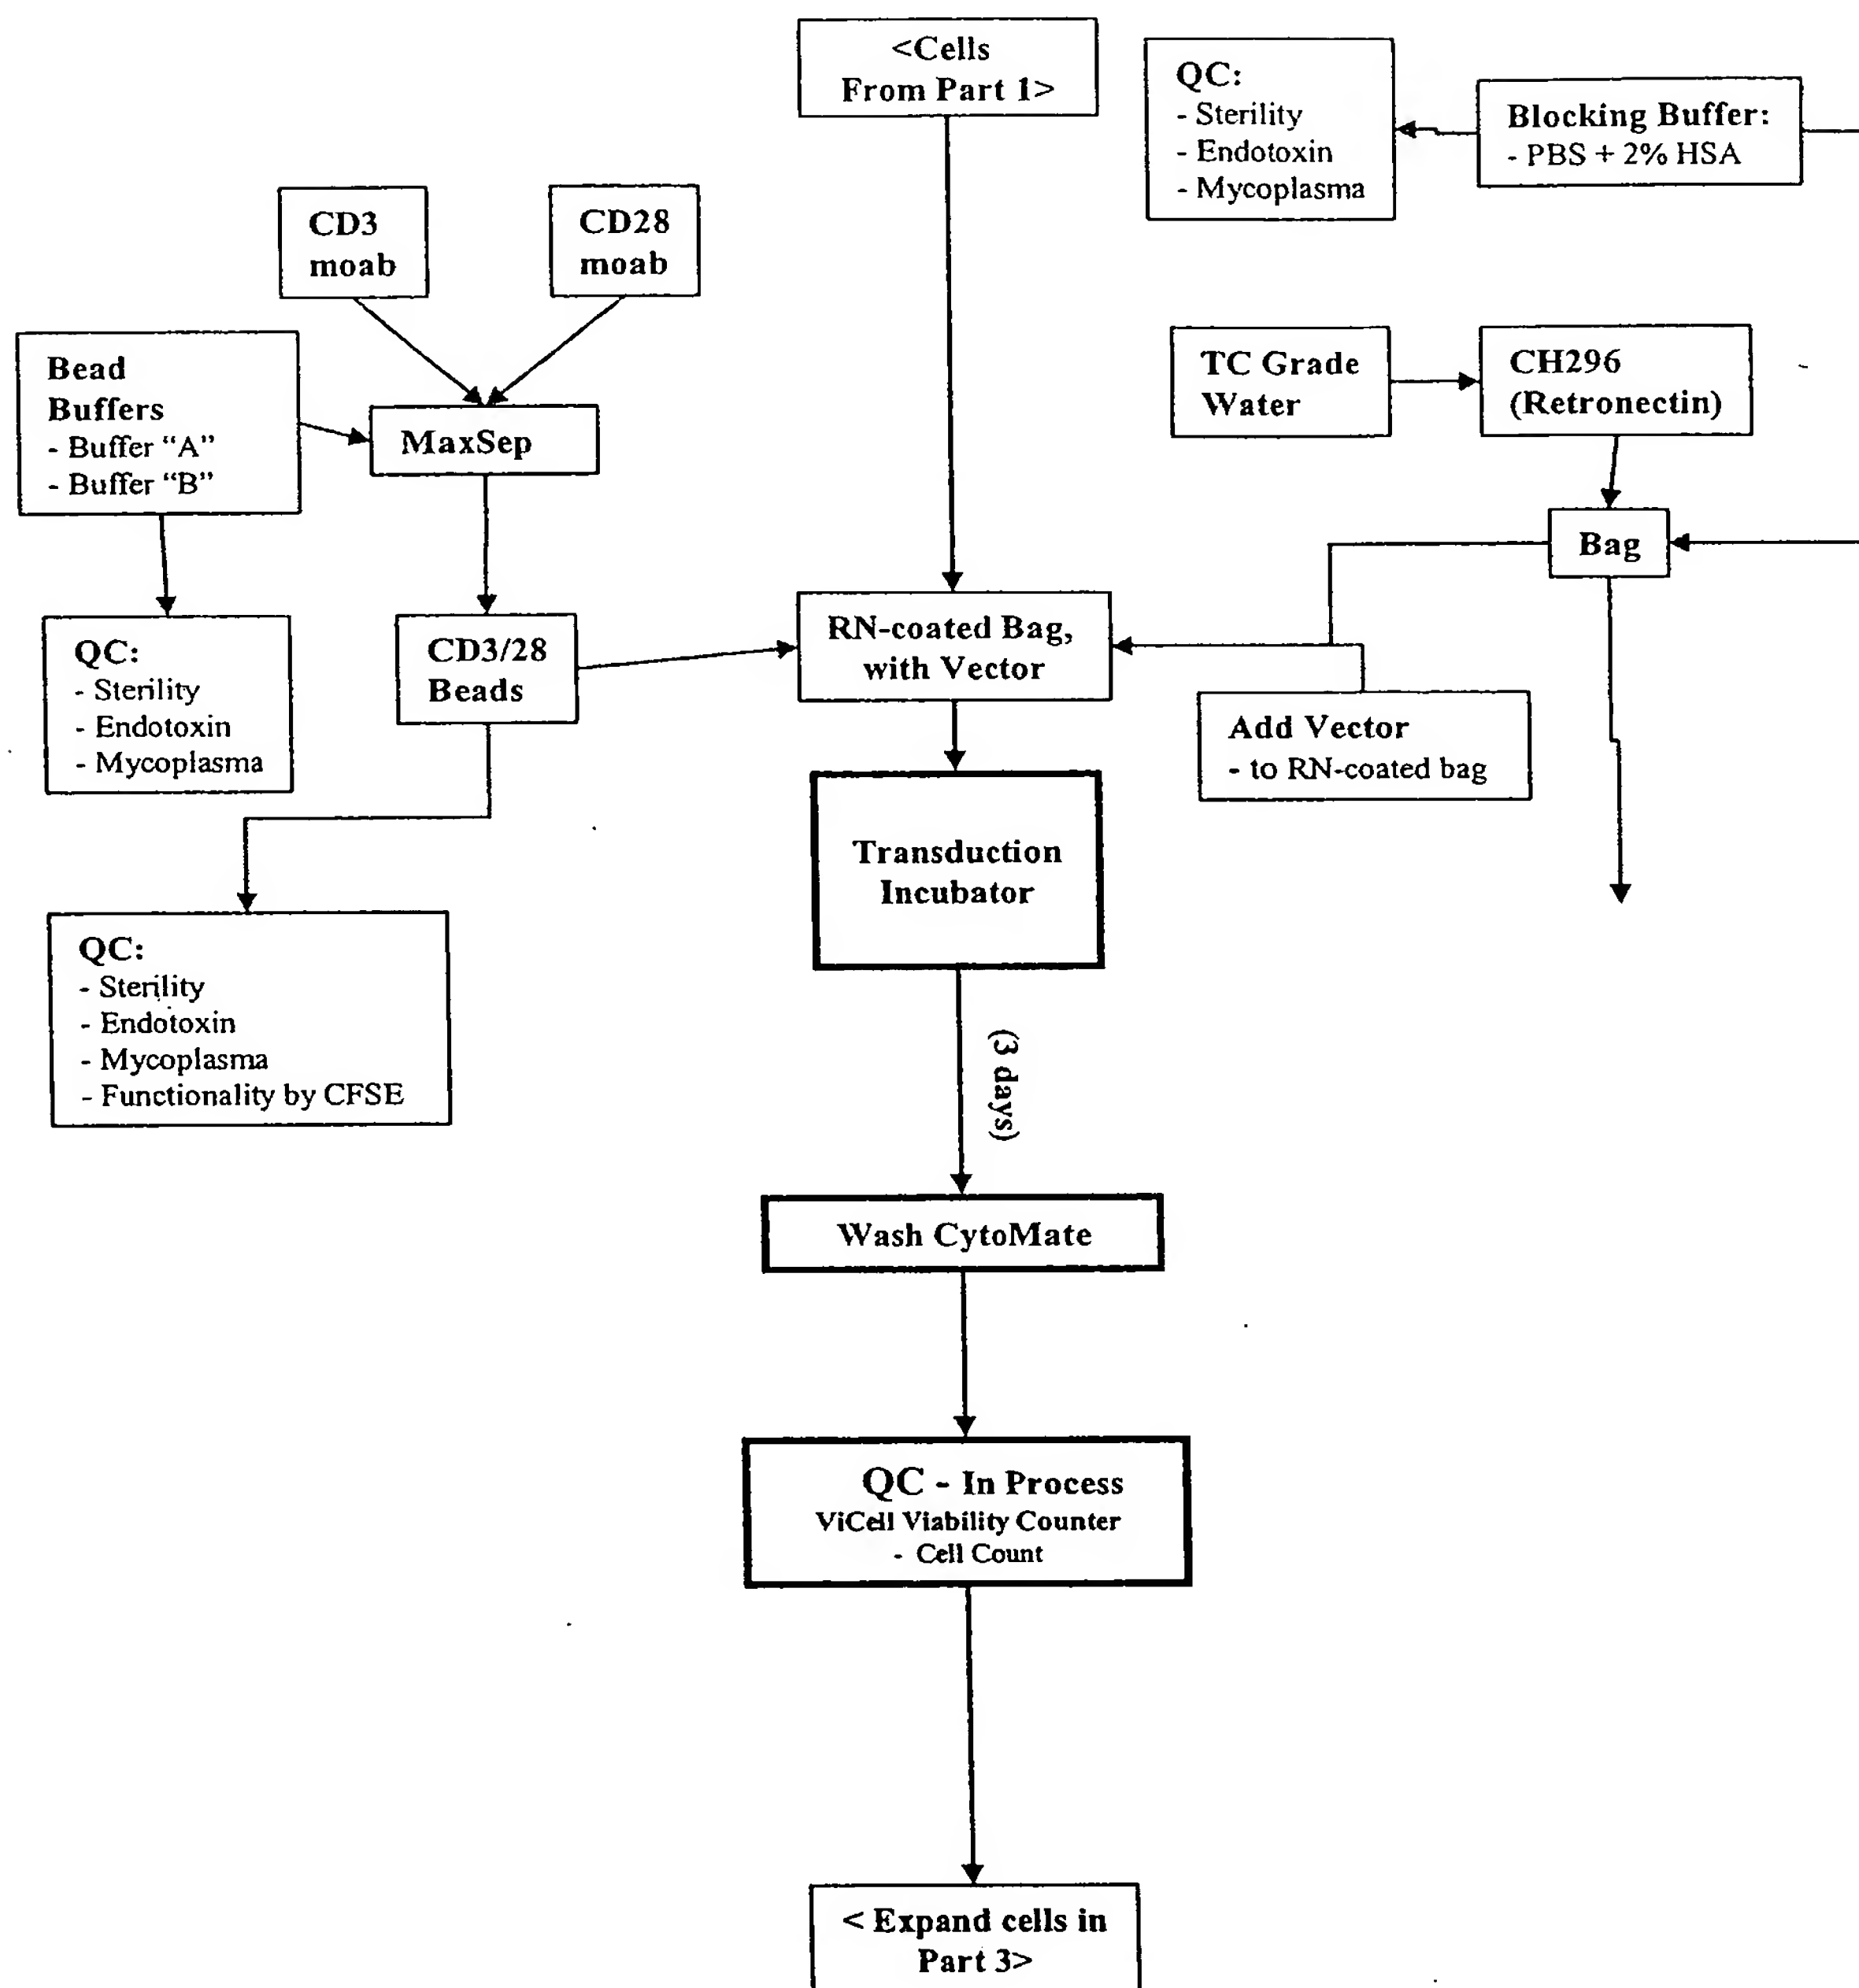 <Cells
From Part 1>
QC:
- Sterility
- Endotoxin
- Mycoplasma
Blocking Buffer:
- PBS + 2% HSA
CD3
moab
CD28
moab
Bead
Buffers
- Buffer “A”
- Buffer “B”
MaxSep
TC Grade
Water
CH296
(Retronectin)
Bag
QC:
- Sterility
- Endotoxin
- Mycoplasma
CD3/28
Beads
RN-coated Bag,
with Vector
Add Vector
- to RN-coated bag
Transduction
Incubator
QC:
- Sterility
- Endotoxin
- Mycoplasma
- Functionality by CFSE
(3 days)
Wash CytoMate
QC - In Process
ViCell Viability Counter
- Cell Count
< Expand cells in
Part 3>